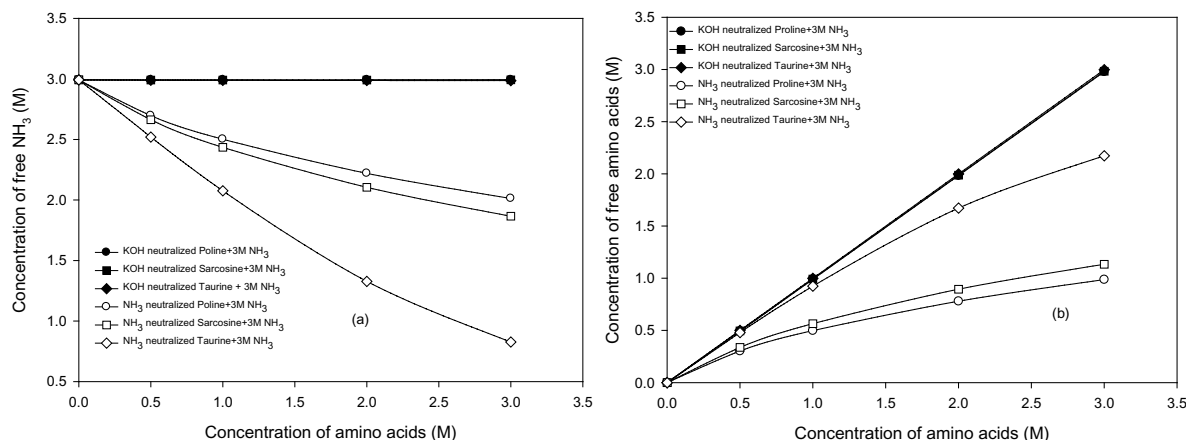 3.5
3.0
2.5
2.0
1.5
1.0
0.5
Concentration of free NH3 (M)
KOH neutralized Poline+3M NH3
KOH neutralized Sarcosine+3M NH3
KOH neutralized Taurine + 3M NH3
NH3 neutralized Poline+3M NH3
NH3 neutralized Sarcosine+3M NH3
NH3 neutralized Taurine+3M NH3
(a)
0.0 0.5 1.0 1.5 2.0 2.5 3.0 3.5
Concentration of amino acids (M)
3.5
3.0
2.5
2.0
1.5
1.0
0.5
0.0
Concentration of free amino acids (M)
KOH neutralized Proline+3M NH3
KOH neutralized Sarcosine+3M NH3
KOH neutralized Taurine+3M NH3
NH3 neutralized Proline+3M NH3
NH3 neutralized Sarcosine+3M NH3
NH3 neutralized Taurine+3M NH3
(b)
0.0 0.5 1.0 1.5 2.0 2.5 3.0 3.5
Concentration of amino acids (M)